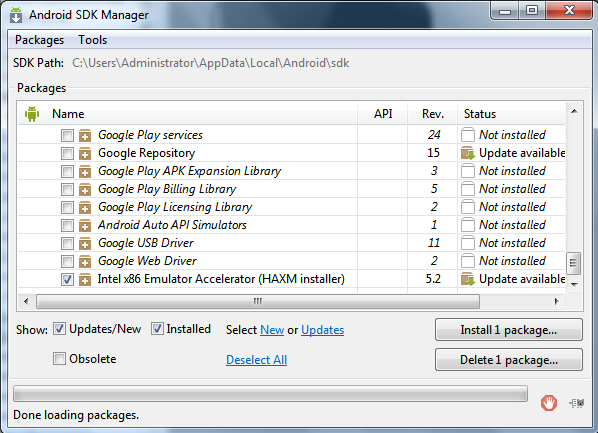 Android SDK Manager
Packages Tools
SDK Path: C:\Users\Administrator\AppData\Local\Android\sdk
Packages
Name API Rev. Status
Google Play services 24 Not installed
Google Repository 15 Update available
Google Play APK Expansion Library 3 Not installed
Google Play Billing Library 5 Not installed
Google Play Licensing Library 2 Not installed
Android Auto API Simulators 1 Not installed
Google USB Driver 11 Not installed
Google Web Driver 2 Not installed
Intel x86 Emulator Accelerator (HAXM installer) 5.2 Update available
Show: Updates/New Installed Select New or Updates Install 1 package...
Obsolete Deselect All Delete 1 package...
Done loading packages.